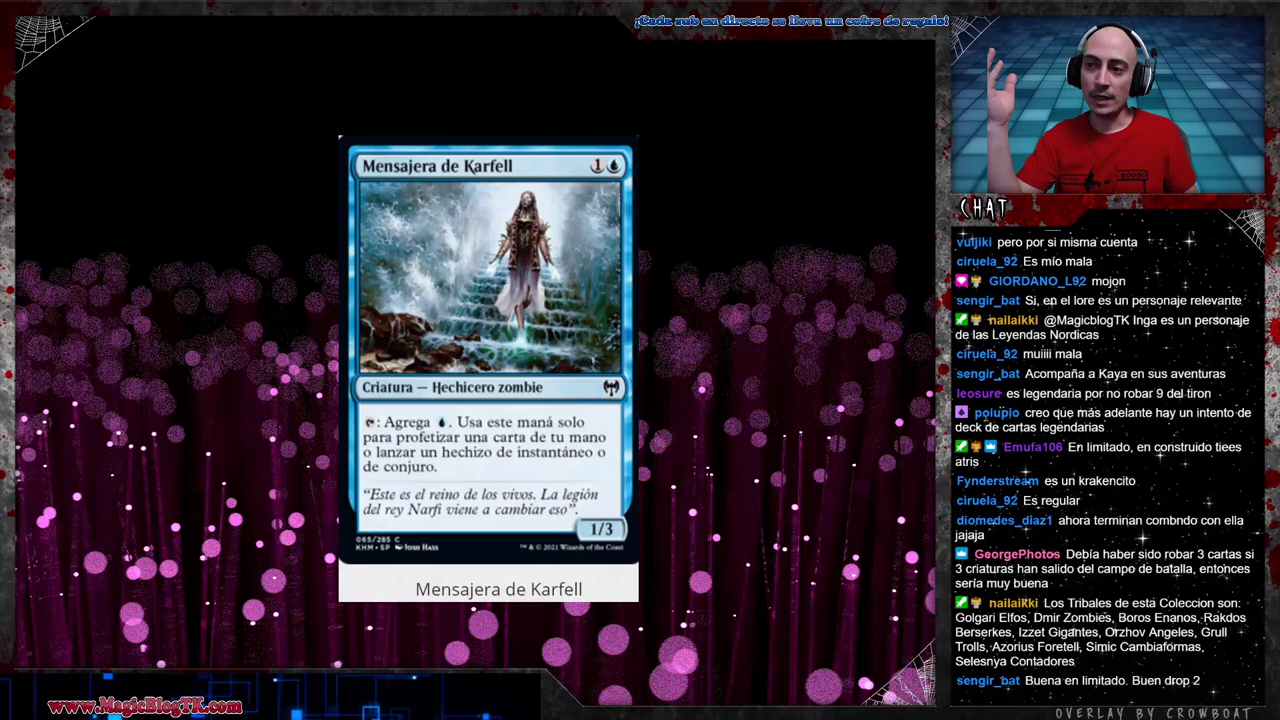 ¡Cada sub en directo se lleva un cofre de regalo!
Mensajera de Karfell
1
Criatura — Hechicero zombie
: Agrega . Usa este maná solo
para profetizar una carta de tu mano
o lanzar un hechizo de instantáneo o
de conjuro.
“Este es el reino de los vivos. La legión
del rey Narfi viene a cambiar eso”.
1/3
065/285 C
KHM • SP Josh Hass
™ & © 2021 Wizards of the Coast
Mensajera de Karfell
www.MagicBlogTK.com
CHAT
vuljiki pero por si misma cuenta
ciruela_92 Es mío mala
GIORDANO_L92 mojon
sengir_bat Si, en el lore es un personaje relevante
nailaikki @MagicblogTK Inga es un personaje
de las Leyendas Nordicas
ciruela_92 muiiii mala
sengir_bat Acompaña a Kaya en sus aventuras
leosure es legendaria por no robar 9 del tiron
poiupio creo que más adelante hay un intento de
deck de cartas legendarias
Emufa106 En limitado, en construido tiees
atris
Fynderstream es un krakencito
ciruela_92 Es regular
diomedes_diaz1 ahora terminan combndo con ella
jajaja
GeorgePhotos Debía haber sido robar 3 cartas si
3 criaturas han salido del campo de batalla, entonces
sería muy buena
nailaikki Los Tribales de esta Coleccion son:
Golgari Elfos, Dmir Zombies, Boros Enanos, Rakdos
Berserkes, Izzet Gigantes, Orzhov Angeles, Grull
Trolls, Azorius Foretell, Simic Cambiaformas,
Selesnya Contadores
sengir_bat Buena en limitado. Buen drop 2
OVERLAY BY CROWBOAT